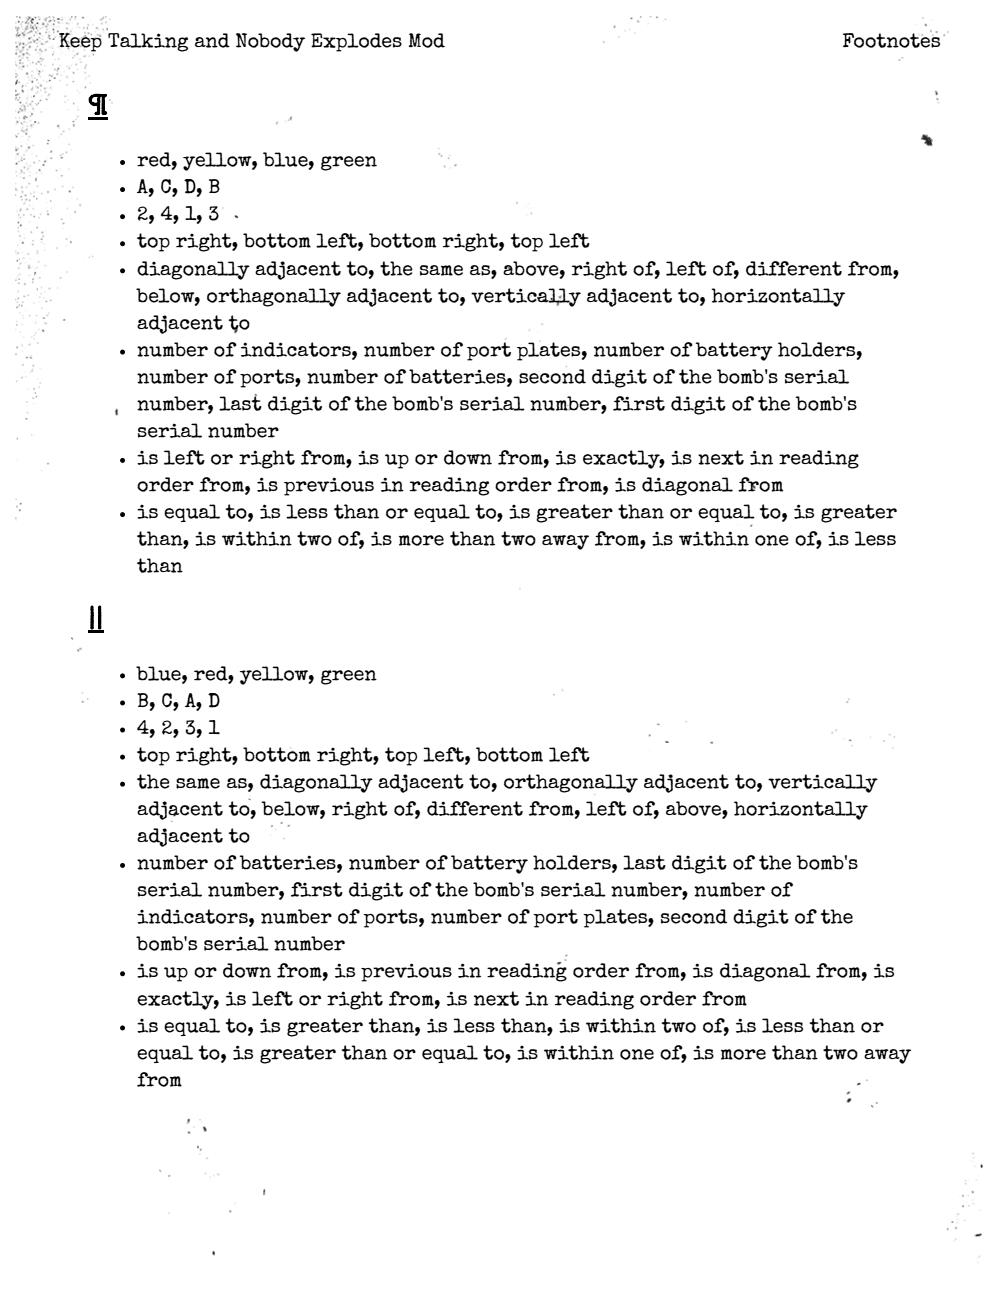 Keep Talking and Nobody Explodes Mod
Footnotes
¶
• red, yellow, blue, green
• A, C, D, B
• 2, 4, 1, 3
• top right, bottom left, bottom right, top left
• diagonally adjacent to, the same as, above, right of, left of, different from,
below, orthagonally adjacent to, vertically adjacent to, horizontally
adjacent to
• number of indicators, number of port plates, number of battery holders,
number of ports, number of batteries, second digit of the bomb's serial
number, last digit of the bomb's serial number, first digit of the bomb's
serial number
• is left or right from, is up or down from, is exactly, is next in reading
order from, is previous in reading order from, is diagonal from
• is equal to, is less than or equal to, is greater than or equal to, is greater
than, is within two of, is more than two away from, is within one of, is less
than
‖
• blue, red, yellow, green
• B, C, A, D
• 4, 2, 3, 1
• top right, bottom right, top left, bottom left
• the same as, diagonally adjacent to, orthagonally adjacent to, vertically
adjacent to, below, right of, different from, left of, above, horizontally
adjacent to
• number of batteries, number of battery holders, last digit of the bomb's
serial number, first digit of the bomb's serial number, number of
indicators, number of ports, number of port plates, second digit of the
bomb's serial number
• is up or down from, is previous in reading order from, is diagonal from, is
exactly, is left or right from, is next in reading order from
• is equal to, is greater than, is less than, is within two of, is less than or
equal to, is greater than or equal to, is within one of, is more than two away
from